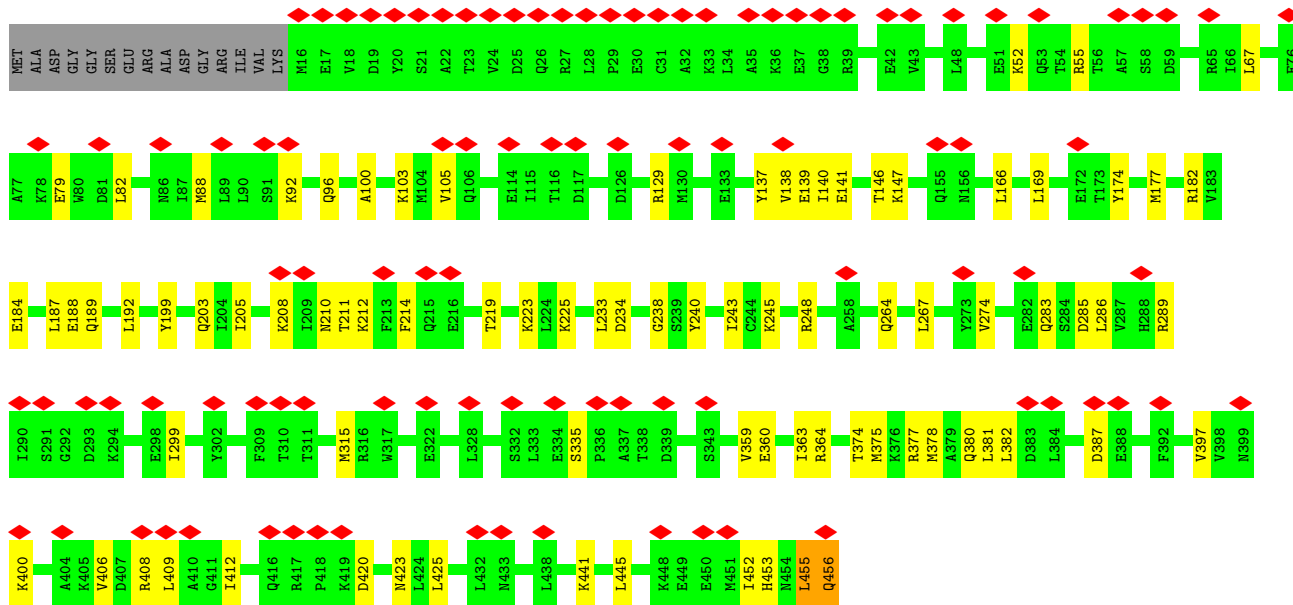 MET ALA ASP GLY GLY SER GLU ARG ALA ASP GLY ARG ILE VAL LYS M16 E17 V18 D19 Y20 S21 A22 T23 V24 D25 Q26 R27 L28 P29 E30 C31 A32 K33 L34 A35 K36 E37 G38 R39 E42 V43 L48 E51 K52 Q53 T54 R55 T56 A57 S58 D59 R65 I66 L67 E76
A77 K78 E79 W80 D81 L82 N86 I87 M88 L89 L90 S91 K92 Q96 A100 K103 M104 V105 Q106 E114 I115 T116 D117 D126 R129 M130 E133 Y137 V138 E139 I140 E141 T146 K147 Q155 N156 L166 L169 E172 T173 Y174 M177 R182 V183
E184 L187 E188 Q189 L192 Y199 Q203 I204 I205 K208 I209 N210 T211 K212 F213 F214 Q215 E216 T219 K223 L224 K225 L233 D234 G238 S239 Y240 I243 C244 K245 R248 A258 Q264 L267 Y273 V274 E282 Q283 S284 D285 L286 V287 H288 R289
I290 S291 G292 D293 K294 E298 I299 Y302 F309 T310 T311 M315 R316 W317 E322 L328 S332 L333 E334 S335 P336 A337 T338 D339 S343 V359 E360 I363 R364 T374 M375 K376 R377 M378 A379 Q380 L381 L382 D383 L384 D387 E388 F392 V397 V398 N399
K400 A404 K405 V406 D407 R408 L409 A410 G411 I412 Q416 R417 P418 K419 D420 N423 L424 L425 L432 N433 L438 K441 L445 K448 E449 E450 M451 I452 H453 N454 L455 Q456